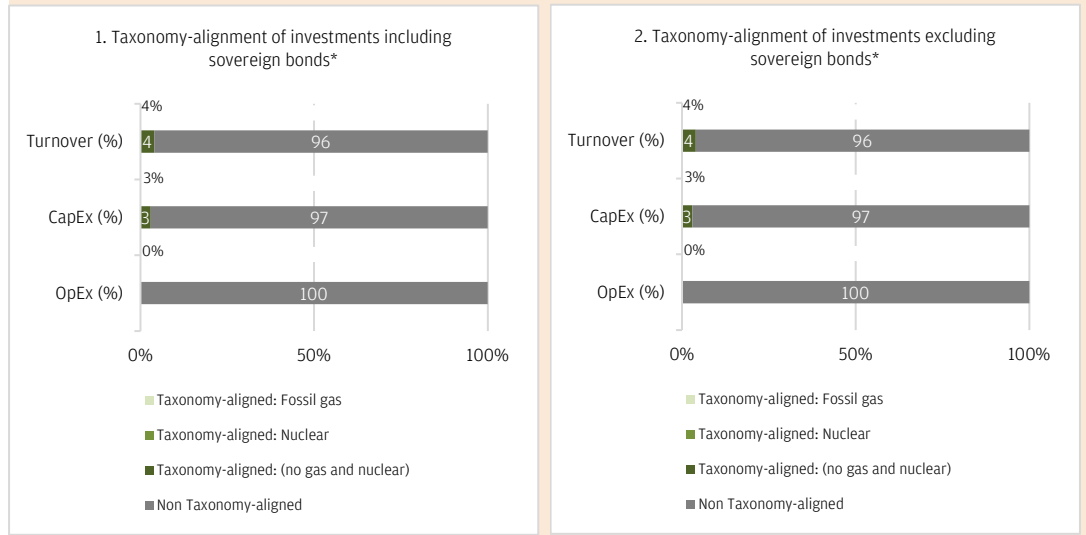 1. Taxonomy-alignment of investments including
sovereign bonds*
4%
Turnover (%)
4
96
3%
CapEx (%)
3
97
0%
OpEx (%)
100
0%
50%
100%
Taxonomy-aligned: Fossil gas
Taxonomy-aligned: Nuclear
Taxonomy-aligned: (no gas and nuclear)
Non Taxonomy-aligned
2. Taxonomy-alignment of investments excluding
sovereign bonds*
4%
Turnover (%)
4
96
3%
CapEx (%)
3
97
0%
OpEx (%)
100
0%
50%
100%
Taxonomy-aligned: Fossil gas
Taxonomy-aligned: Nuclear
Taxonomy-aligned: (no gas and nuclear)
Non Taxonomy-aligned